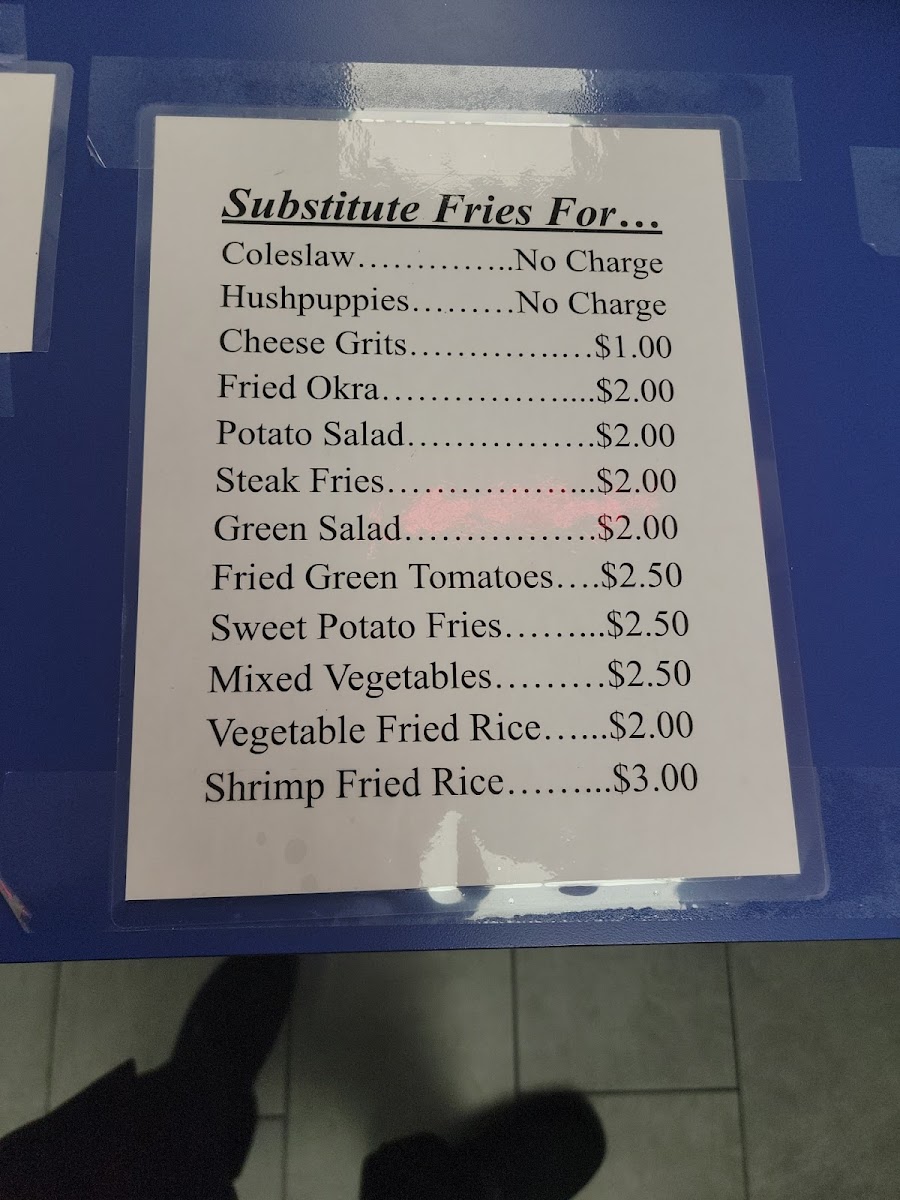 Substitute Fries For...
Coleslaw................No Charge
Hushpuppies..........No Charge
Cheese Grits..................$1.00
Fried Okra.....................$2.00
Potato Salad..................$2.00
Steak Fries....................$2.00
Green Salad..................$2.00
Fried Green Tomatoes....$2.50
Sweet Potato Fries.........$2.50
Mixed Vegetables.........$2.50
Vegetable Fried Rice......$2.00
Shrimp Fried Rice.........$3.00